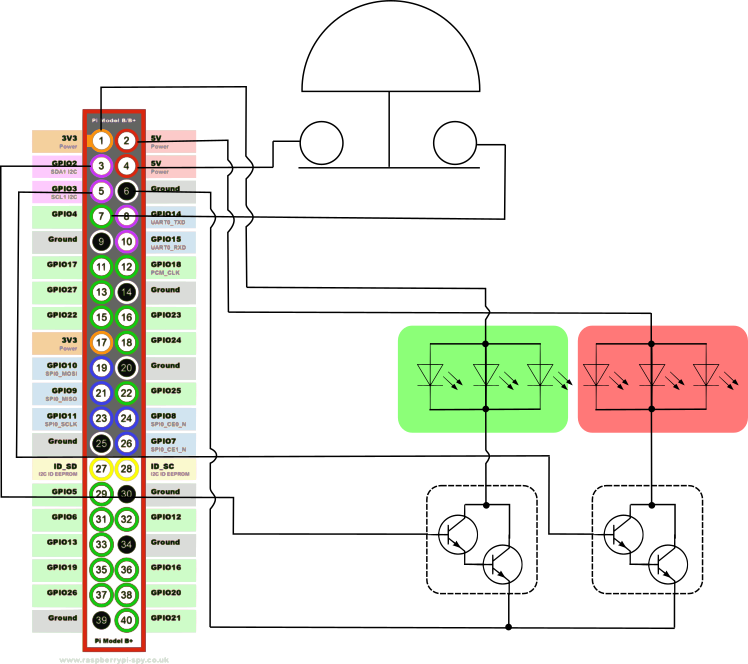 Pi Model B/B+
3V3 1 2 5V
Power Power
GPIO2 3 4 5V
SDA1 I2C Power
GPIO3 5 6 Ground
SCL1 I2C
GPIO4 7 8 GPIO14
UART0_TXD
Ground 9 10 GPIO15
UART0_RXD
GPIO17 11 12 GPIO18
PCM_CLK
GPIO27 13 14 Ground
GPIO22 15 16 GPIO23
3V3 17 18 GPIO24
Power
GPIO10 19 20 Ground
SPI0_MOSI
GPIO9 21 22 GPIO25
SPI0_MISO
GPIO11 23 24 GPIO8
SPI0_SCLK SPI0_CE0_N
Ground 25 26 GPIO7
SPI0_CE1_N
ID_SD 27 28 ID_SC
I2C ID EEPROM I2C ID EEPROM
GPIO5 29 30 Ground
GPIO6 31 32 GPIO12
GPIO13 33 34 Ground
GPIO19 35 36 GPIO16
GPIO26 37 38 GPIO20
Ground 39 40 GPIO21
Pi Model B+
www.raspberrypi-spy.co.uk